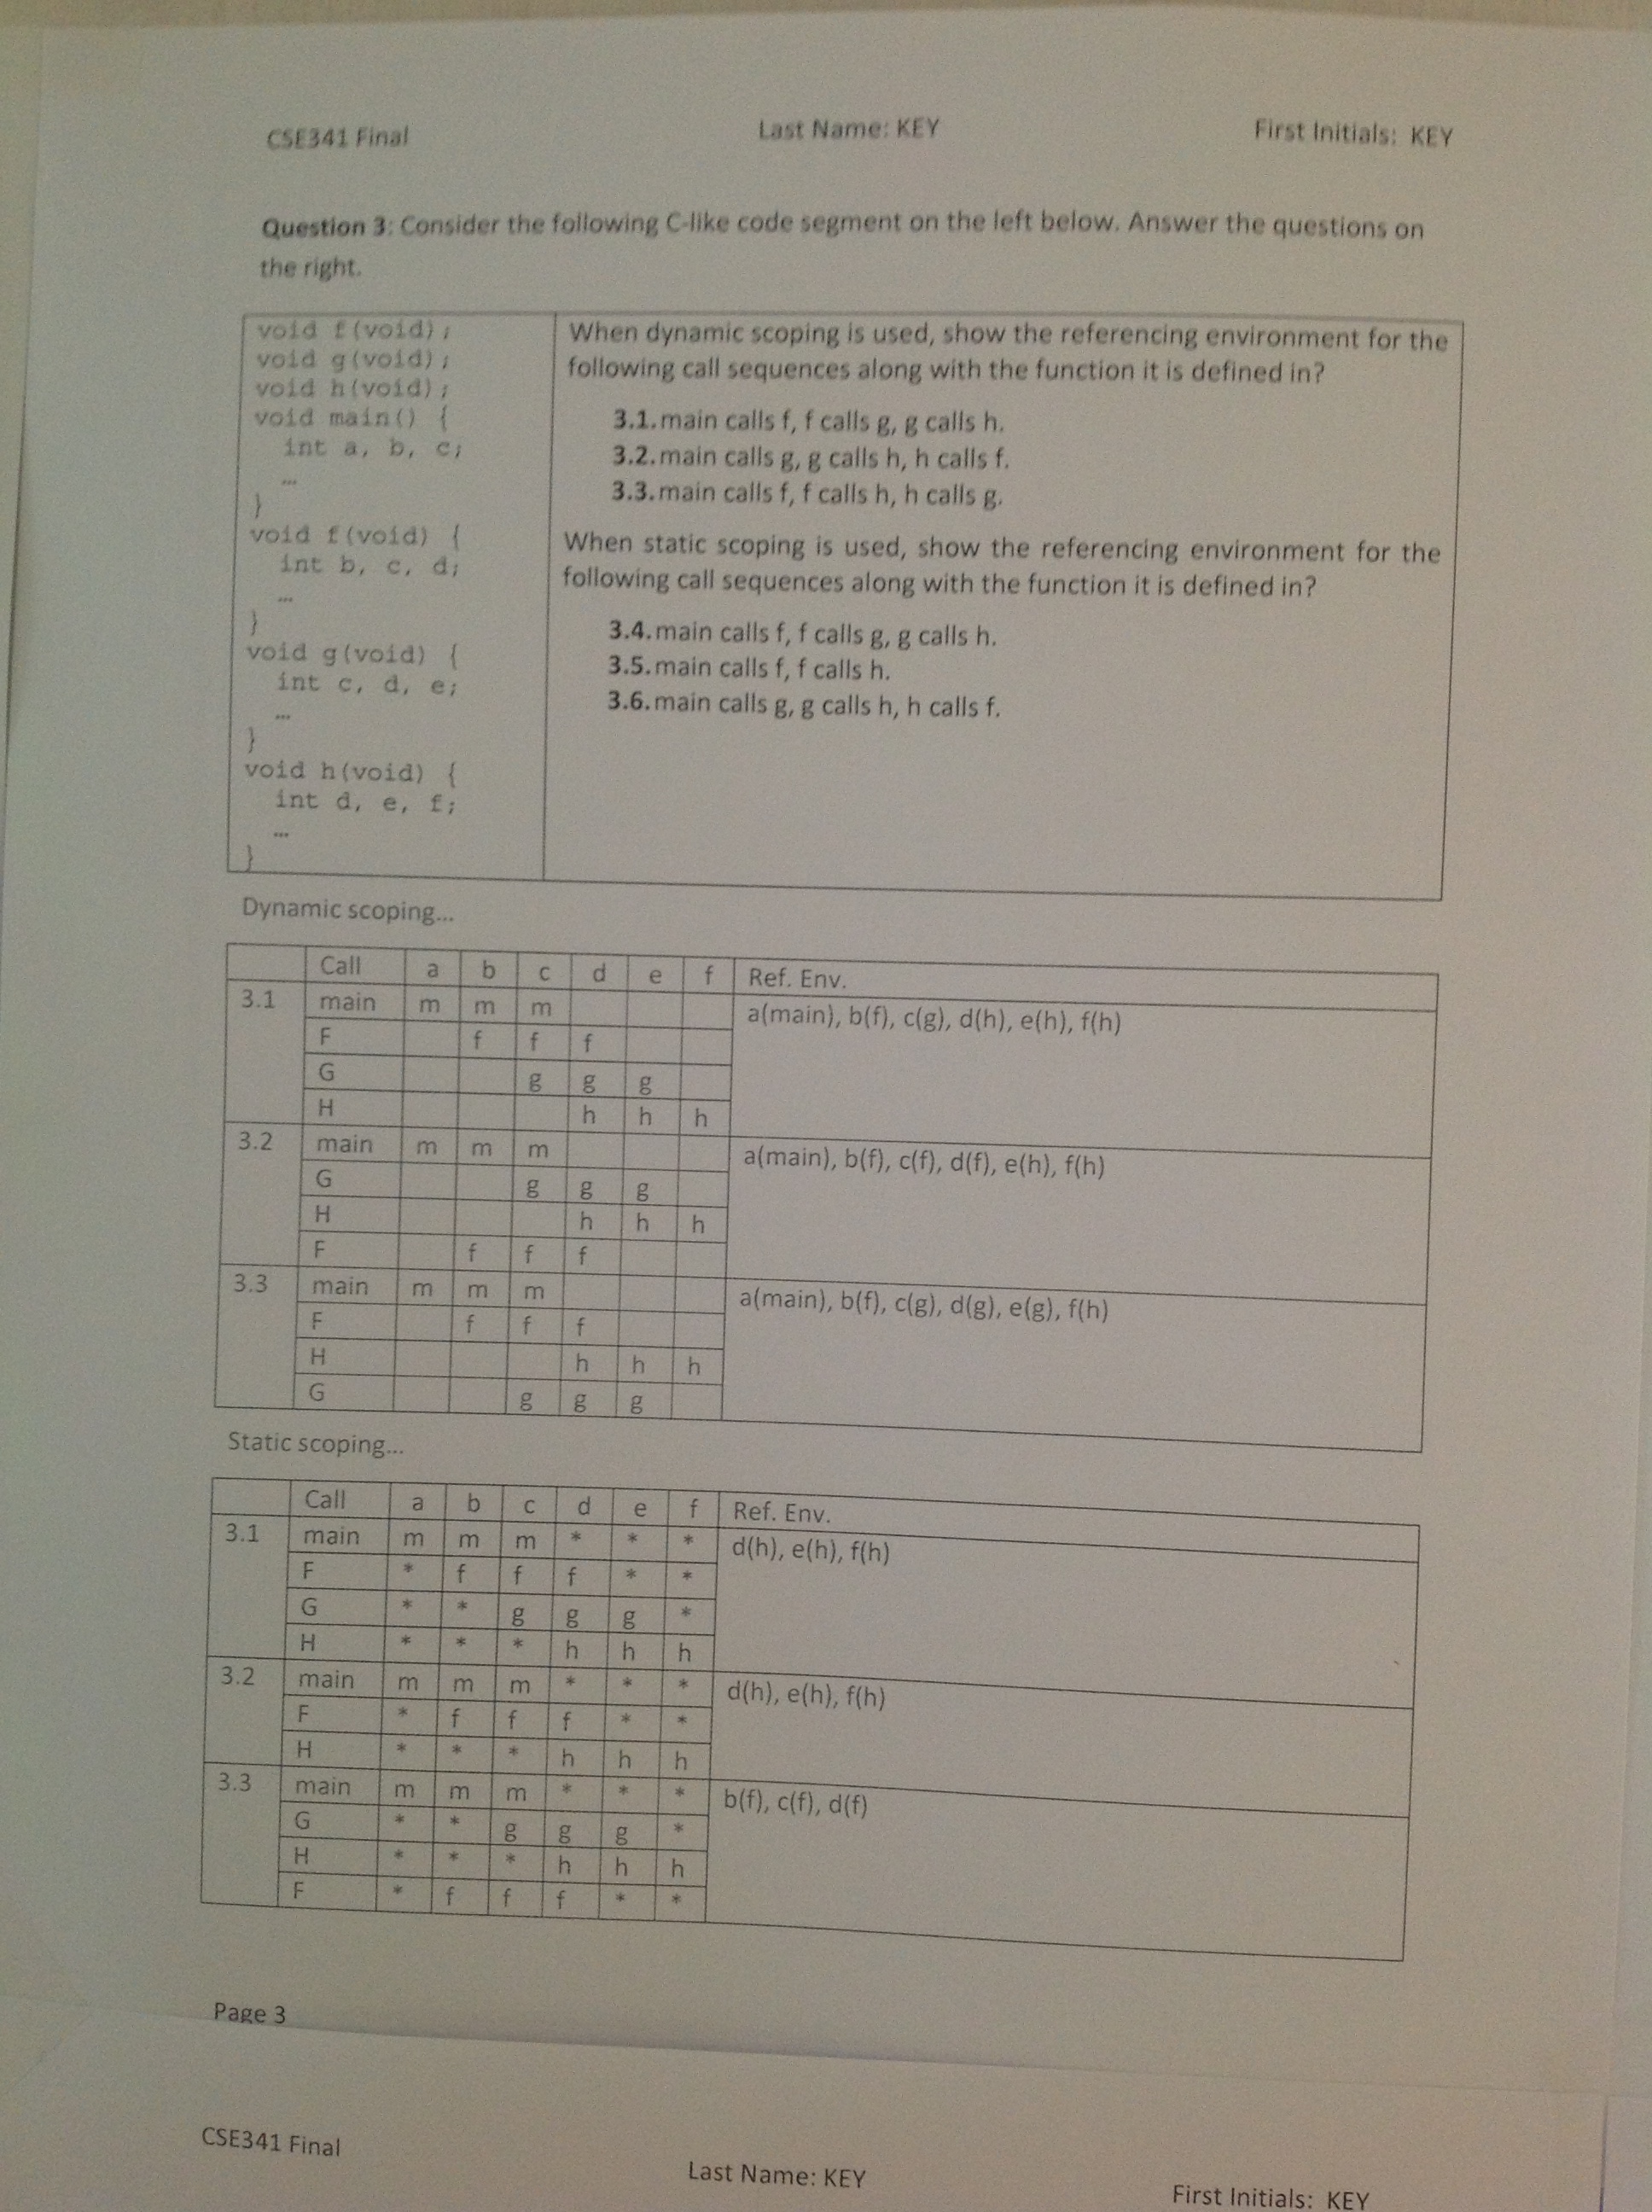 CSE341 Final Last Name: KEY First Initials: KEY
Question 3: Consider the following C-like code segment on the left below. Answer the questions on
the right.
void f(void);
void g(void);
void h(void);
void main() {
int a, b, c;
...
}
void f(void) {
int b, c, d;
...
}
void g(void) {
int c, d, e;
...
}
void h(void) {
int d, e, f;
...
}
When dynamic scoping is used, show the referencing environment for the
following call sequences along with the function it is defined in?
3.1. main calls f, f calls g, g calls h.
3.2. main calls g, g calls h, h calls f.
3.3. main calls f, f calls h, h calls g.
When static scoping is used, show the referencing environment for the
following call sequences along with the function it is defined in?
3.4. main calls f, f calls g, g calls h.
3.5. main calls f, f calls h.
3.6. main calls g, g calls h, h calls f.
Dynamic scoping...
Call a b c d e f Ref. Env.
3.1 main m m m a(main), b(f), c(g), d(h), e(h), f(h)
F f f f
G g g g
H h h h
3.2 main m m m a(main), b(f), c(f), d(f), e(h), f(h)
G g g g
H h h h
F f f f
3.3 main m m m a(main), b(f), c(g), d(g), e(g), f(h)
F f f f
H h h h
G g g g
Static scoping...
Call a b c d e f Ref. Env.
3.1 main m m m * * * d(h), e(h), f(h)
F * f f f * *
G * * g g g *
H * * * h h h
3.2 main m m m * * * d(h), e(h), f(h)
F * f f f * *
H * * * h h h
3.3 main m m m * * * b(f), c(f), d(f)
G * * g g g *
H * * * h h h
F * f f f * *
Page 3
CSE341 Final Last Name: KEY First Initials: KEY